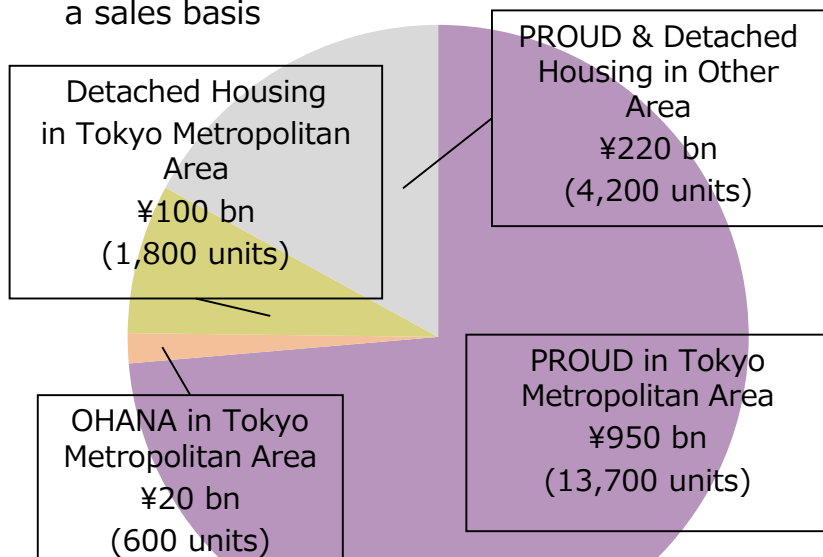 a sales basis
PROUD & Detached
Housing in Other
Area
¥220 bn
(4,200 units)
Detached Housing
in Tokyo Metropolitan
Area
¥100 bn
(1,800 units)
PROUD in Tokyo
Metropolitan Area
¥950 bn
(13,700 units)
OHANA in Tokyo
Metropolitan Area
¥20 bn
(600 units)